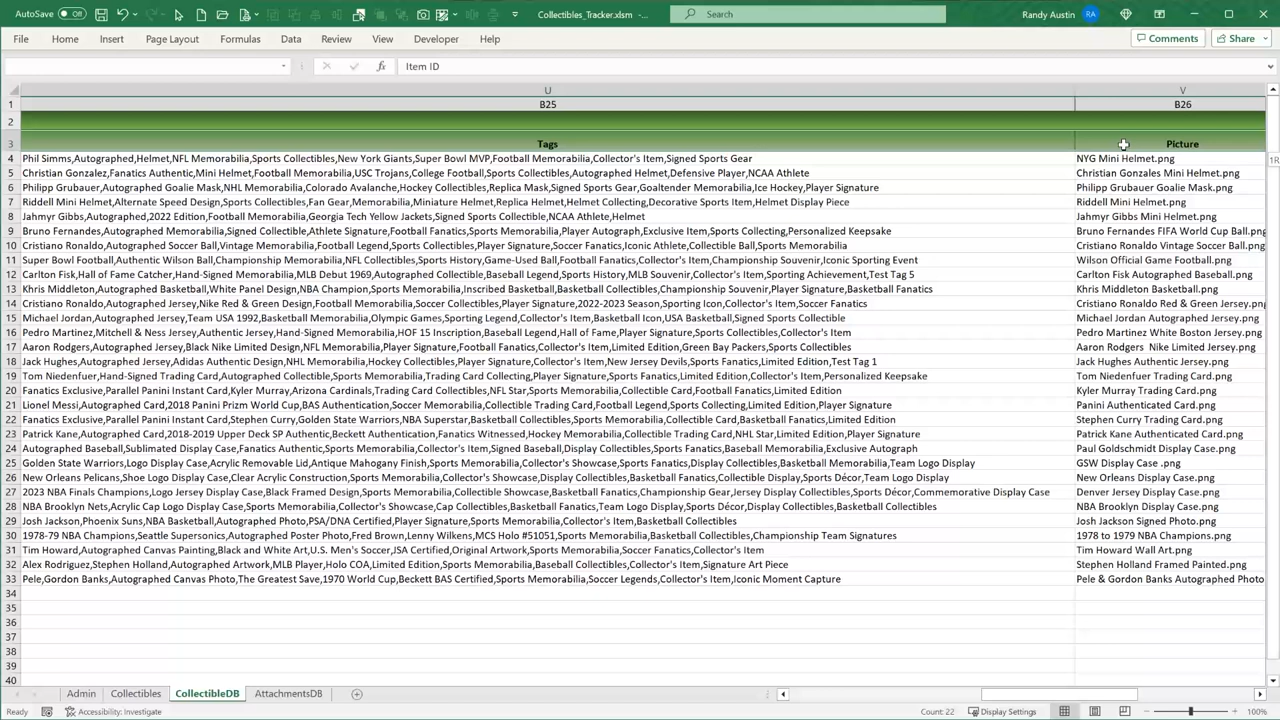 AutoSave Off Collectibles_Tracker.xlsm -... Search Randy Austin RA
File Home Insert Page Layout Formulas Data Review View Developer Help Comments Share
fx Item ID
U V
1 B25 B26
2
3 Tags Picture
4 Phil Simms,Autographed,Helmet,NFL Memorabilia,Sports Collectibles,New York Giants,Super Bowl MVP,Football Memorabilia,Collector's Item,Signed Sports Gear NYG Mini Helmet.png
1R
5 Christian Gonzalez,Fanatics Authentic,Mini Helmet,Football Memorabilia,USC Trojans,College Football,Sports Collectibles,Autographed Helmet,Defensive Player,NCAA Athlete Christian Gonzales Mini Helmet.png
6 Philipp Grubauer,Autographed Goalie Mask,NHL Memorabilia,Colorado Avalanche,Hockey Collectibles,Replica Mask,Signed Sports Gear,Goaltender Memorabilia,Ice Hockey,Player Signature Philipp Grubauer Goalie Mask.png
7 Riddell Mini Helmet,Alternate Speed Design,Sports Collectibles,Fan Gear,Memorabilia,Miniature Helmet,Replica Helmet,Helmet Collecting,Decorative Sports Item,Helmet Display Piece Riddell Mini Helmet.png
8 Jahmyr Gibbs,Autographed,2022 Edition,Football Memorabilia,Georgia Tech Yellow Jackets,Signed Sports Collectible,NCAA Athlete,Helmet Jahmyr Gibbs Mini Helmet.png
9 Bruno Fernandes,Autographed Memorabilia,Signed Collectible,Athlete Signature,Football Fanatics,Player Autograph,Exclusive Item,Sports Collecting,Personalized Keepsake Bruno Fernandes FIFA World Cup Ball.png
10 Cristiano Ronaldo,Autographed Soccer Ball,Vintage Memorabilia,Football Legend,Sports Collectibles,Player Signature,Soccer Fanatics,Iconic Athlete,Collectible Ball,Sports Memorabilia Cristiano Ronaldo Vintage Soccer Ball.png
11 Super Bowl Football,Authentic Wilson Ball,Championship Memorabilia,NFL Collectibles,Sports History,Game-Used Ball,Football Fanatics,Collector's Item,Championship Souvenir,Iconic Sporting Event Wilson Official Game Football.png
12 Carlton Fisk,Hall of Fame Catcher,Hand-Signed Memorabilia,MLB Debut 1969,Autographed Collectible,Baseball Legend,Sports History,MLB Souvenir,Collector's Item,Sporting Achievement,Test Tag 5 Carlton Fisk Autographed Baseball.png
13 Khris Middleton,Autographed Basketball,White Panel Design,NBA Champion,Sports Memorabilia,Inscribed Basketball,Basketball Collectibles,Championship Souvenir,Player Signature,Collector's Item Khris Middleton Basketball.png
14 Cristiano Ronaldo,Autographed Jersey,Nike Red & Green Design,Football Memorabilia,Soccer Collectibles,Player Signature,2022-2023 Season,Sporting Icon,Collector's Item,Soccer Fanatics Cristiano Ronaldo Red & Green Jersey.png
15 Michael Jordan,Autographed Jersey,Team USA 1992,Basketball Memorabilia,Olympic Games,Sporting Legend,Collector's Item,Basketball Icon,USA Basketball,Signed Sports Collectible Michael Jordan Autographed Jersey.png
16 Pedro Martinez,Mitchell & Ness Jersey,Authentic Jersey,Hand-Signed Memorabilia,HOF 15 Inscription,Baseball Legend,Hall of Fame,Player Signature,Sports Collectibles,Collector's Item Pedro Martinez White Boston Jersey.png
17 Aaron Rodgers,Autographed Jersey,Black Nike Limited Design,NFL Memorabilia,Player Signature,Football Fanatics,Collector's Item,Limited Edition,Green Bay Packers,Sports Collectibles Aaron Rodgers  Nike Limited Jersey.png
18 Jack Hughes,Autographed Jersey,Adidas Authentic Design,NHL Memorabilia,Hockey Collectibles,Player Signature,Collector's Item,New Jersey Devils,Sports Fanatics,Limited Edition,Test Tag 1 Jack Hughes Authentic Jersey.png
19 Tom Niedenfuer,Hand-Signed Trading Card,Autographed Collectible,Sports Memorabilia,Trading Card Collecting,Player Signature,Sports Fanatics,Limited Edition,Collector's Item,Personalized Keepsake Tom Niedenfuer Trading Card.png
20 Fanatics Exclusive,Parallel Panini Instant Card,Kyler Murray,Arizona Cardinals,Trading Card Collectibles,NFL Star,Sports Memorabilia,Collectible Card,Football Fanatics,Limited Edition Kyler Murray Trading Card.png
21 Lionel Messi,Autographed Card,2018 Panini Prizm World Cup,BAS Authentication,Soccer Memorabilia,Collectible Trading Card,Football Legend,Sports Collecting,Limited Edition,Player Signature Panini Authenticated Card.png
22 Fanatics Exclusive,Parallel Panini Instant Card,Stephen Curry,Golden State Warriors,NBA Superstar,Basketball Collectibles,Sports Memorabilia,Collectible Card,Basketball Fanatics,Limited Edition Stephen Curry Trading Card.png
23 Patrick Kane,Autographed Card,2018-2019 Upper Deck SP Authentic,Beckett Authentication,Fanatics Witnessed,Hockey Memorabilia,Collectible Trading Card,NHL Star,Limited Edition,Player Signature Patrick Kane Authenticated Card.png
24 Autographed Baseball,Sublimated Display Case,Fanatics Authentic,Sports Memorabilia,Collector's Item,Signed Baseball,Display Collectibles,Sports Fanatics,Baseball Memorabilia,Exclusive Autograph Paul Goldschmidt Display Case.png
25 Golden State Warriors,Logo Display Case,Acrylic Removable Lid,Antique Mahogany Finish,Sports Memorabilia,Collector's Showcase,Sports Fanatics,Display Collectibles,Basketball Memorabilia,Team Logo Display GSW Display Case .png
26 New Orleans Pelicans,Shoe Logo Display Case,Clear Acrylic Construction,Sports Memorabilia,Collector's Showcase,Display Collectibles,Basketball Fanatics,Collectible Display,Sports Décor,Team Logo Display New Orleans Display Case.png
27 2023 NBA Finals Champions,Logo Jersey Display Case,Black Framed Design,Sports Memorabilia,Collectible Showcase,Basketball Fanatics,Championship Gear,Jersey Display Collectibles,Sports Décor,Commemorative Display Case Denver Jersey Display Case.png
28 NBA Brooklyn Nets,Acrylic Cap Logo Display Case,Sports Memorabilia,Collector's Showcase,Cap Collectibles,Basketball Fanatics,Team Logo Display,Sports Décor,Display Collectibles,Basketball Collectibles NBA Brooklyn Display Case.png
29 Josh Jackson,Phoenix Suns,NBA Basketball,Autographed Photo,PSA/DNA Certified,Player Signature,Sports Memorabilia,Collector's Item,Basketball Collectibles Josh Jackson Signed Photo.png
30 1978-79 NBA Champions,Seattle Supersonics,Autographed Poster Photo,Fred Brown,Lenny Wilkens,MCS Holo #51051,Sports Memorabilia,Basketball Collectibles,Championship Team Signatures 1978 to 1979 NBA Champions.png
31 Tim Howard,Autographed Canvas Painting,Black and White Art,U.S. Men's Soccer,JSA Certified,Original Artwork,Sports Memorabilia,Soccer Fanatics,Collector's Item Tim Howard Wall Art.png
32 Alex Rodriguez,Stephen Holland,Autographed Artwork,MLB Player,Holo COA,Limited Edition,Sports Memorabilia,Baseball Collectibles,Collector's Item,Signature Art Piece Stephen Holland Framed Painted.png
33 Pele,Gordon Banks,Autographed Canvas Photo,The Greatest Save,1970 World Cup,Beckett BAS Certified,Sports Memorabilia,Soccer Legends,Collector's Item,Iconic Moment Capture Pele & Gordon Banks Autographed Photo
34
35
36
37
38
39
40
Admin Collectibles CollectibleDB AttachmentsDB
Ready Accessibility: Investigate Count: 22 Display Settings 100%